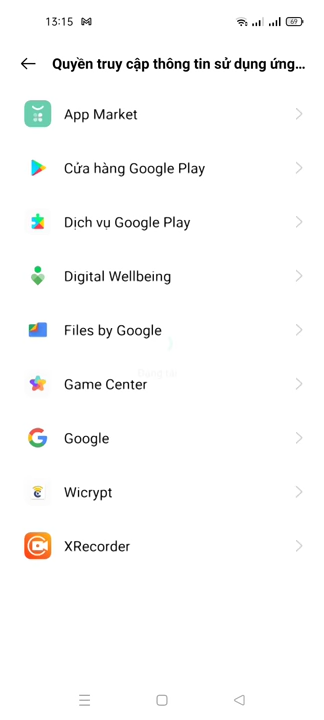 13:15
69
Quyền truy cập thông tin sử dụng ứng...
App Market
Cửa hàng Google Play
Dịch vụ Google Play
Digital Wellbeing
Files by Google
Game Center
Google
Wicrypt
XRecorder